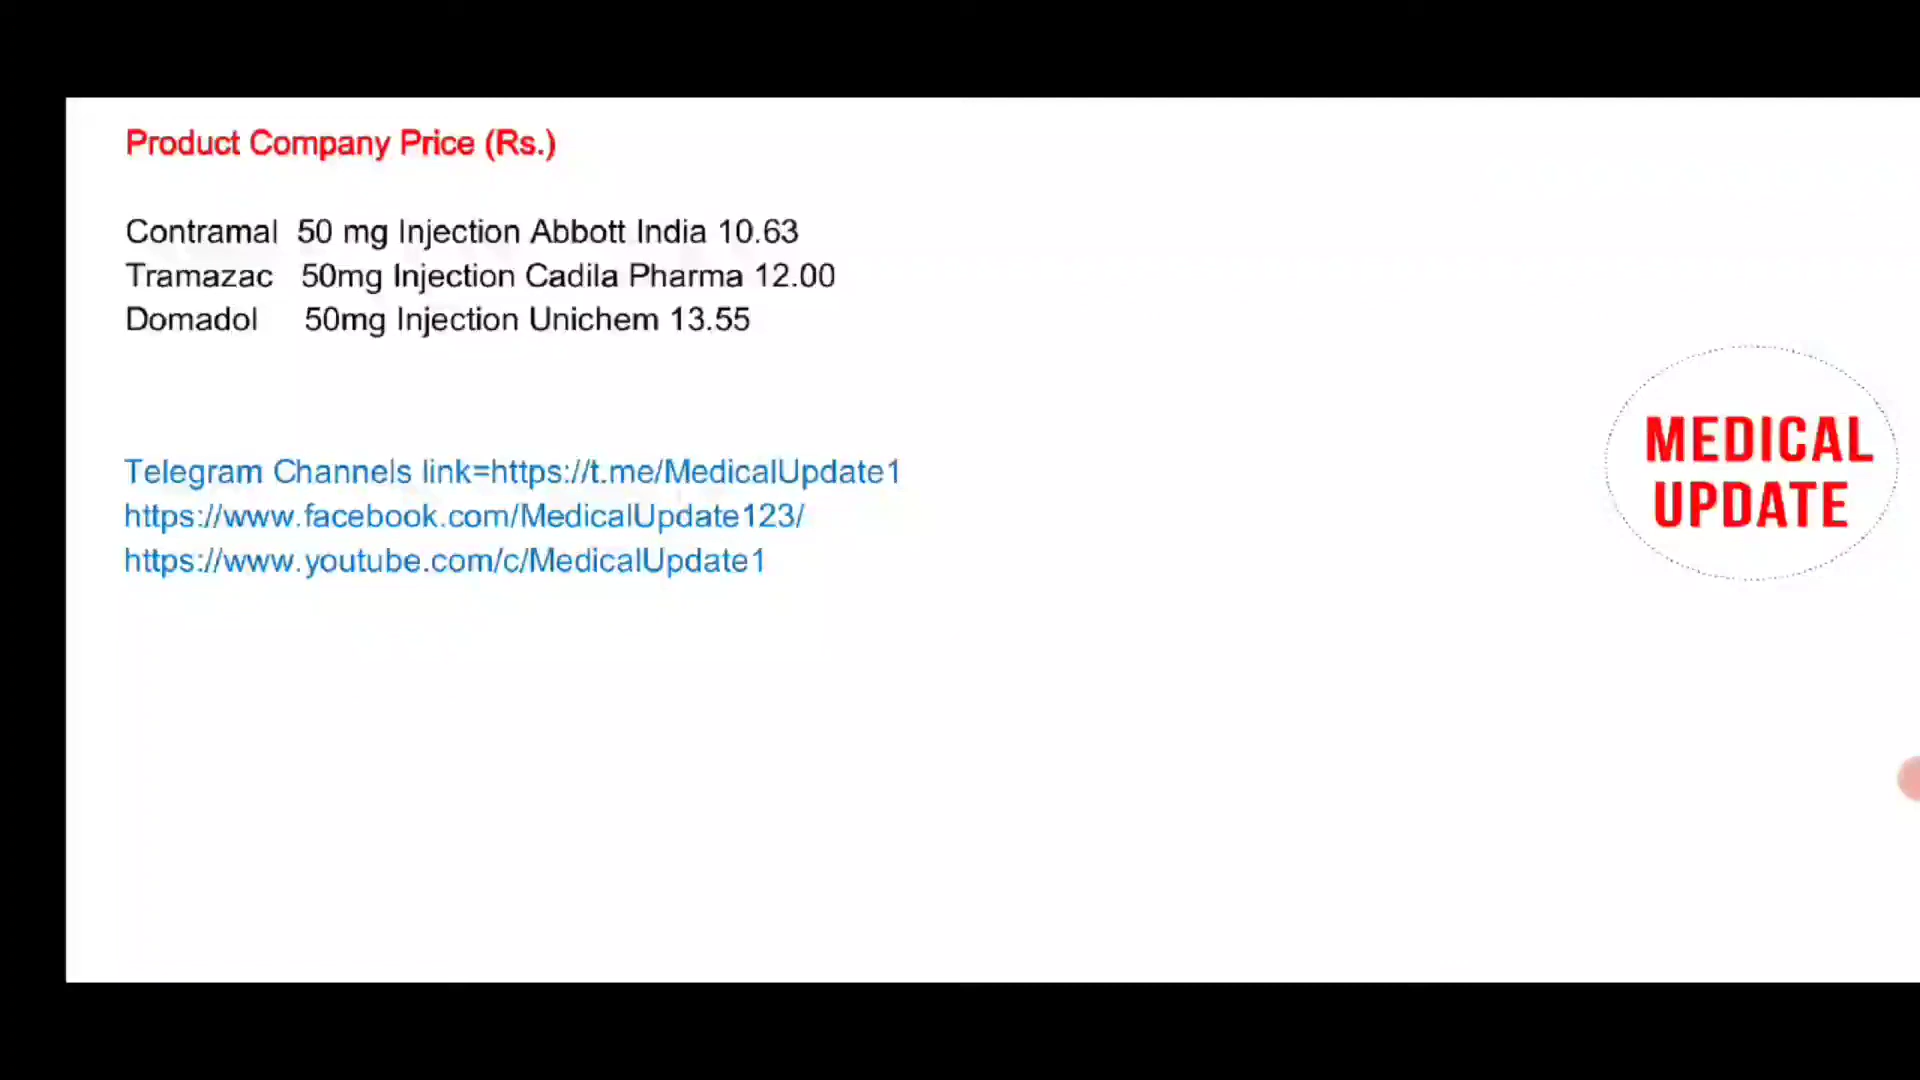 Product Company Price (Rs.)
Contramal 50 mg Injection Abbott India 10.63
Tramazac 50mg Injection Cadila Pharma 12.00
Domadol 50mg Injection Unichem 13.55
Telegram Channels link=https://t.me/MedicalUpdate1
https://www.facebook.com/MedicalUpdate123/
https://www.youtube.com/c/MedicalUpdate1
MEDICAL
UPDATE